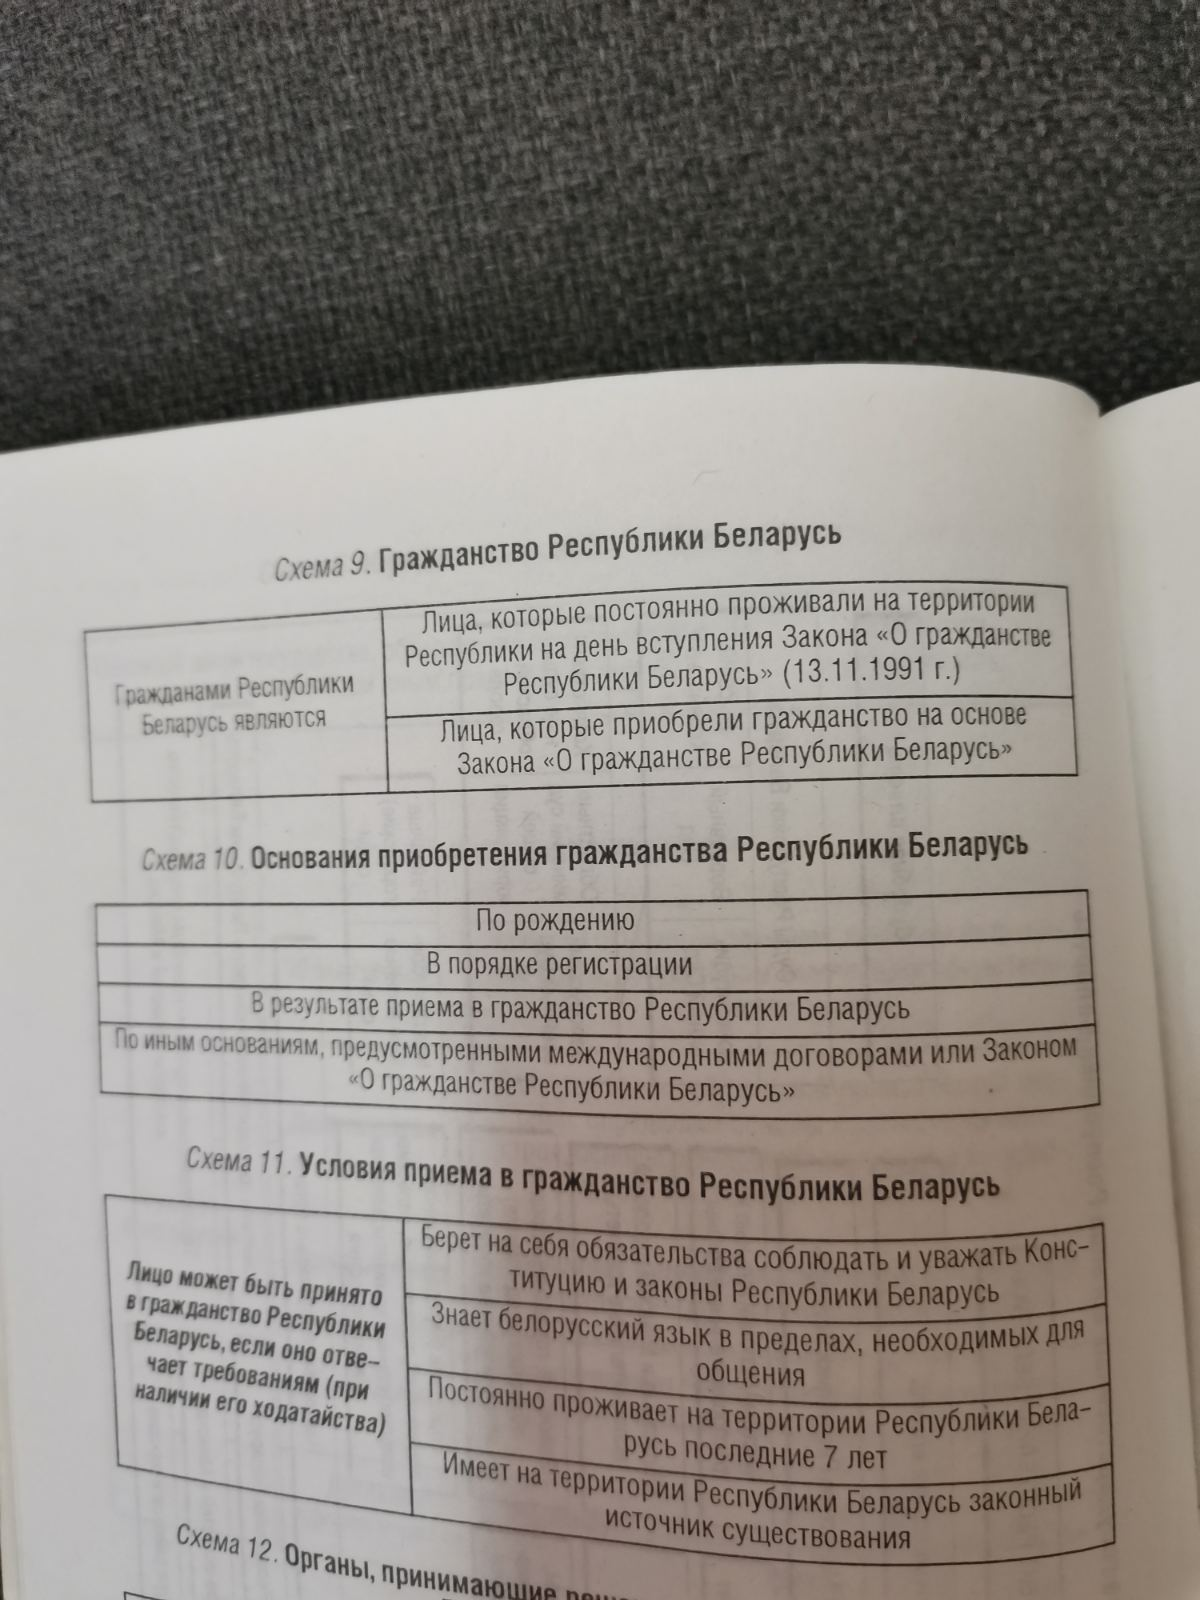 Схема 9. Гражданство Республики Беларусь
Гражданами Республики
Беларусь являются
Лица, которые постоянно проживали на территории
Республики на день вступления Закона «О гражданстве
Республики Беларусь» (13.11.1991 г.)
Лица, которые приобрели гражданство на основе
Закона «О гражданстве Республики Беларусь»
Схема 10. Основания приобретения гражданства Республики Беларусь
По рождению
В порядке регистрации
В результате приема в гражданство Республики Беларусь
По иным основаниям, предусмотренными международными договорами или Законом
«О гражданстве Республики Беларусь»
Схема 11. Условия приема в гражданство Республики Беларусь
Лицо может быть принято
в гражданство Республики
Беларусь, если оно отве-
чает требованиям (при
наличии его ходатайства)
Берет на себя обязательства соблюдать и уважать Конс-
титуцию и законы Республики Беларусь
Знает белорусский язык в пределах, необходимых для
общения
Постоянно проживает на территории Республики Бела-
русь последние 7 лет
Имеет на территории Республики Беларусь законный
источник существования
Схема 12. Органы, принимающие